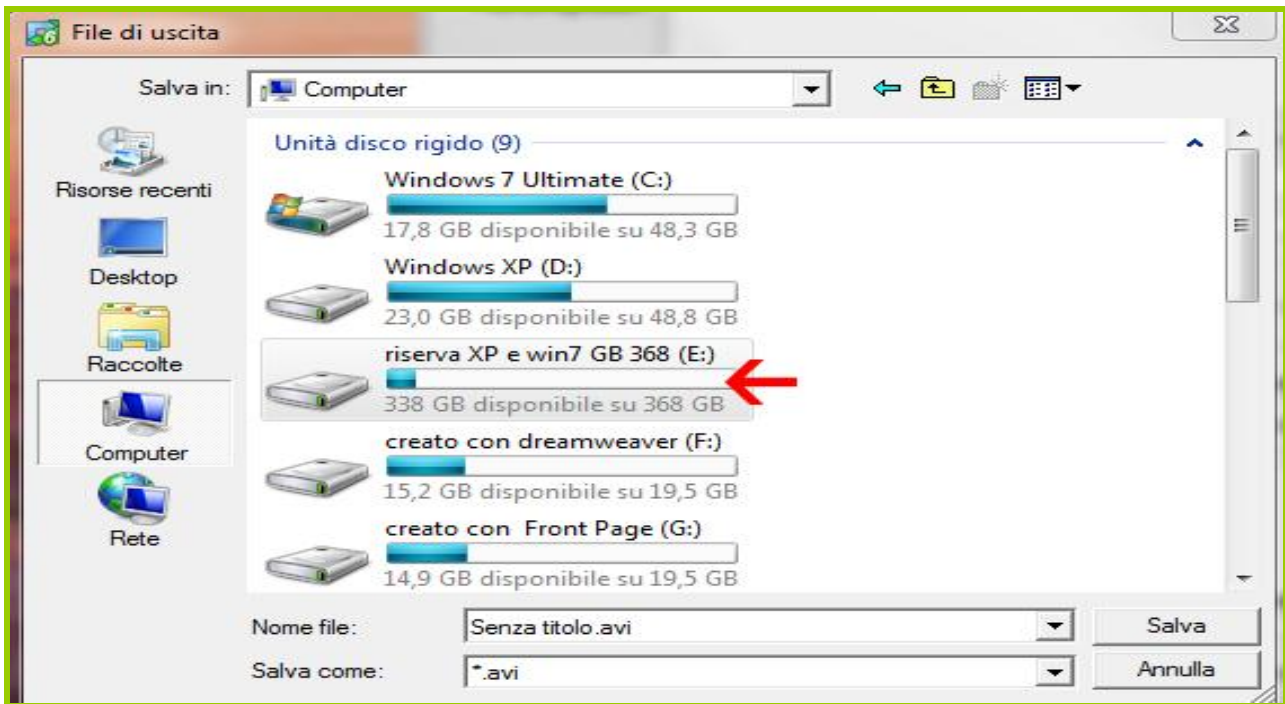 File di uscita
Salva in: Computer
Unità disco rigido (9)
Risorse recenti
Desktop
Raccolte
Computer
Rete
Windows 7 Ultimate (C:)
17,8 GB disponibile su 48,3 GB
Windows XP (D:)
23,0 GB disponibile su 48,8 GB
riserva XP e win7 GB 368 (E:)
338 GB disponibile su 368 GB
creato con dreamweaver (F:)
15,2 GB disponibile su 19,5 GB
creato con  Front Page (G:)
14,9 GB disponibile su 19,5 GB
Nome file: Senza titolo.avi Salva
Salva come: *.avi Annulla